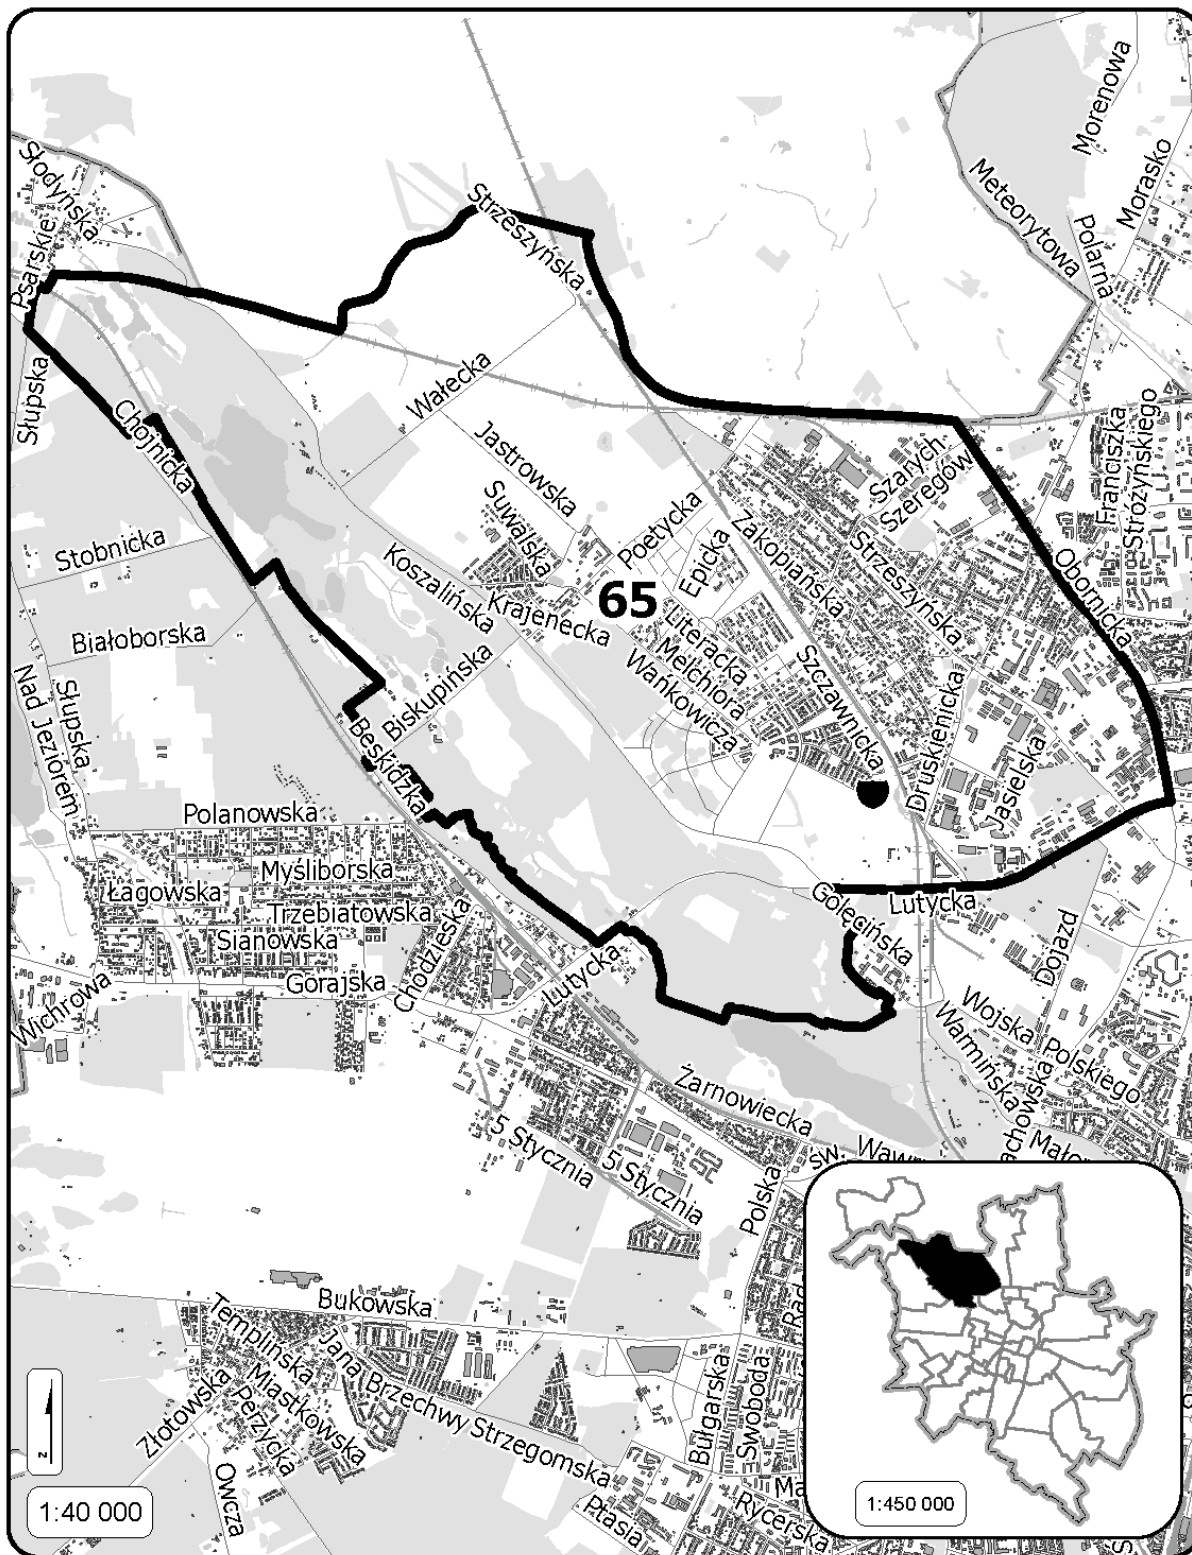 Morenowa
Morasko
Meteorytowa
Polarna
Słodyńska
Psarskie
Strzeszyńska
Słupska
Chojnicka
Wałecka
Jastrowska
Suwalska
Szarych
Szeregów
Franciszka
Stróżyńskiego
Stobnicka
Poetycka
Epicka
Zakopiańska
Strzeszyńska
Obornicka
Koszalińska
Krajenecka
65
Białoborska
Literacka
Melchiora
Wańkowicza
Szczawnicka
Biskupińska
Nad Jeziorem
Słupska
Beskidzka
Druskienicka
Jasielska
Polanowska
Myśliborska
Łagowska
Trzebiatowska
Sianowska
Chodzieska
Gorajska
Wichrowa
Lutycka
Golęcińska
Lutycka
Dojazd
Wojska Polskiego
Warmińska
Żarnowiecka
5 Stycznia
5 Stycznia
Polska
św.
Bukowska
Templińska
Jana Brzechwy
Strzegomska
Miastkowska
Perzycka
Złotowska
Owcza
Bułgarska
Swoboda
Ptasia
Rycerska
1:40 000
1:450 000